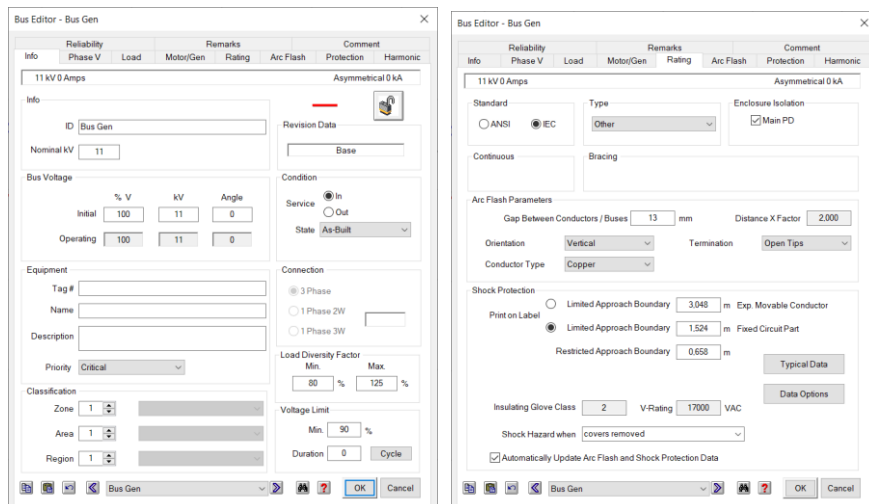 Bus Editor - Bus Gen
Reliability Remarks Comment
Info Phase V Load Motor/Gen Rating Arc Flash Protection Harmonic
11 kV 0 Amps Asymmetrical 0 kA
Info
ID Bus Gen
Nominal kV 11
Revision Data
Base
Bus Voltage
% V kV Angle
Initial 100 11 0
Operating 100 11 0
Condition
Service In
Out
State As-Built
Equipment
Tag #
Name
Description
Priority Critical
Connection
3 Phase
1 Phase 2W
1 Phase 3W
Load Diversity Factor
Min. Max.
80 % 125 %
Classification
Zone 1
Area 1
Region 1
Voltage Limit
Min. 90 %
Duration 0 Cycle
Bus Gen ? OK Cancel
Bus Editor - Bus Gen
Reliability Remarks Comment
Info Phase V Load Motor/Gen Rating Arc Flash Protection Harmonic
11 kV 0 Amps Asymmetrical 0 kA
Standard
ANSI IEC
Type
Other
Enclosure Isolation
Main PD
Continuous
Bracing
Arc Flash Parameters
Gap Between Conductors / Buses 13 mm Distance X Factor 2,000
Orientation Vertical Termination Open Tips
Conductor Type Copper
Shock Protection
Limited Approach Boundary 3,048 m Exp. Movable Conductor
Print on Label
Limited Approach Boundary 1,524 m Fixed Circuit Part
Restricted Approach Boundary 0,658 m
Typical Data
Data Options
Insulating Glove Class 2 V-Rating 17000 VAC
Shock Hazard when covers removed
Automatically Update Arc Flash and Shock Protection Data
Bus Gen ? OK Cancel